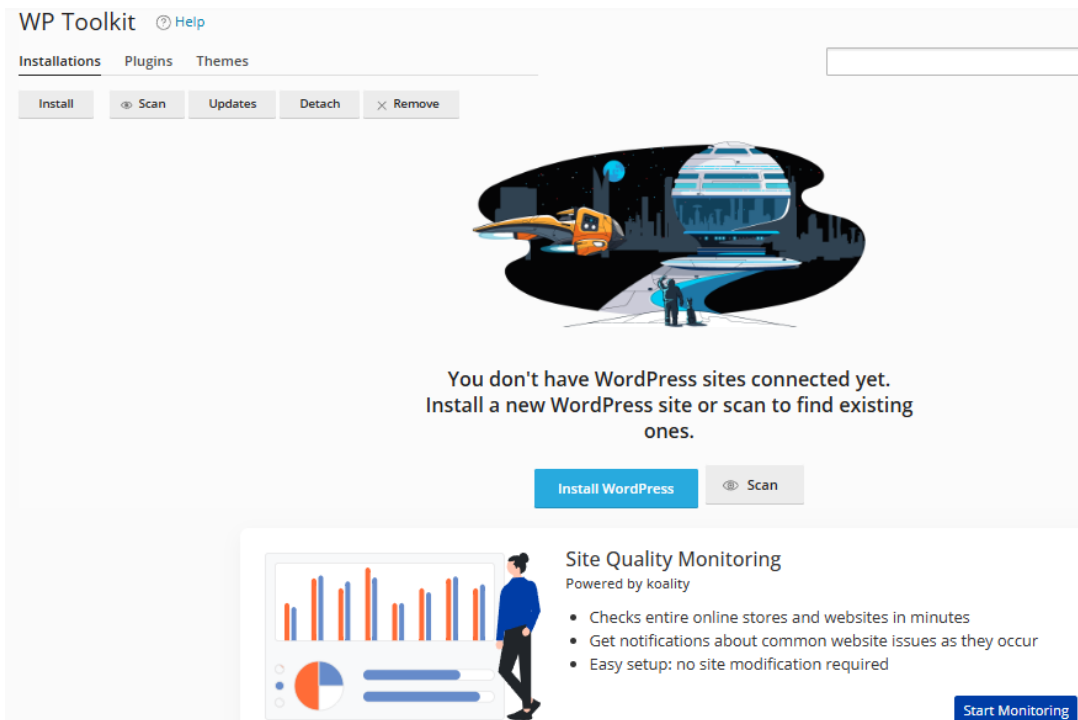 WP Toolkit Help
Installations Plugins Themes
Install Scan Updates Detach Remove
You don't have WordPress sites connected yet.
Install a new WordPress site or scan to find existing
ones.
Install WordPress Scan
Site Quality Monitoring
Powered by koality
Checks entire online stores and websites in minutes
Get notifications about common website issues as they occur
Easy setup: no site modification required
Start Monitoring